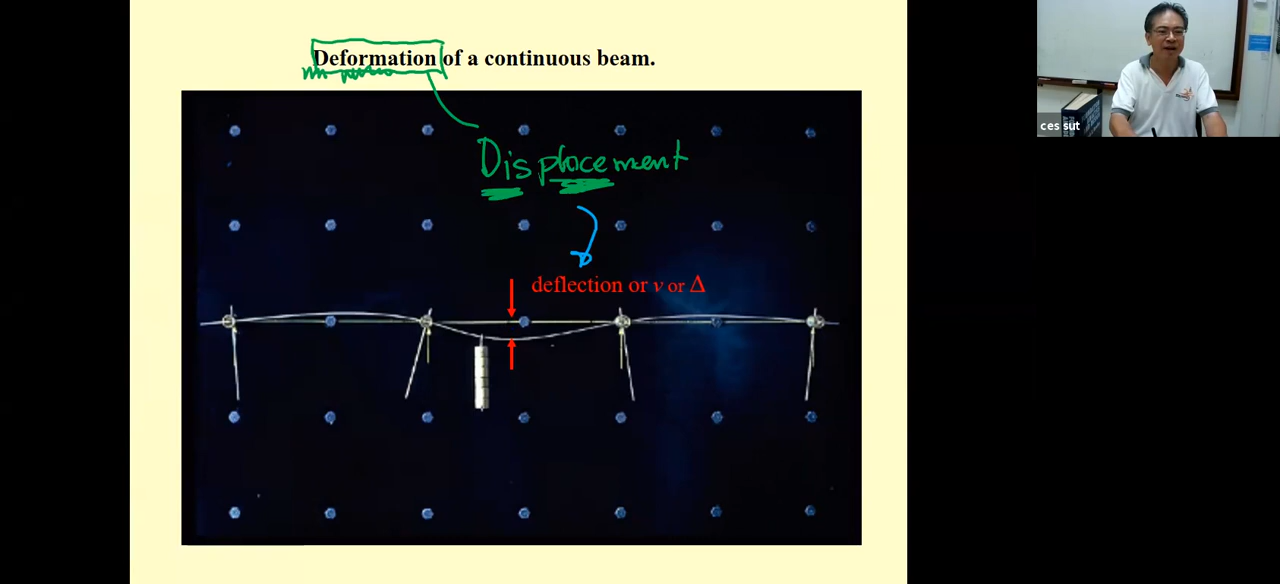 Deformation of a continuous beam.
Displacement
deflection or v or Δ
ces sut